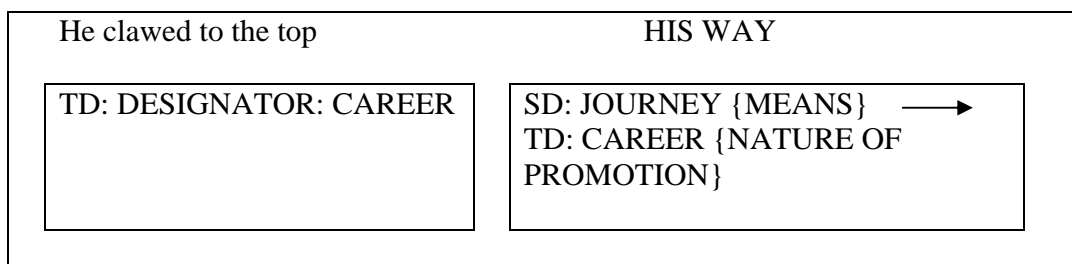 He clawed to the top HIS WAY
TD: DESIGNATOR: CAREER
SD: JOURNEY {MEANS}
TD: CAREER {NATURE OF
PROMOTION}